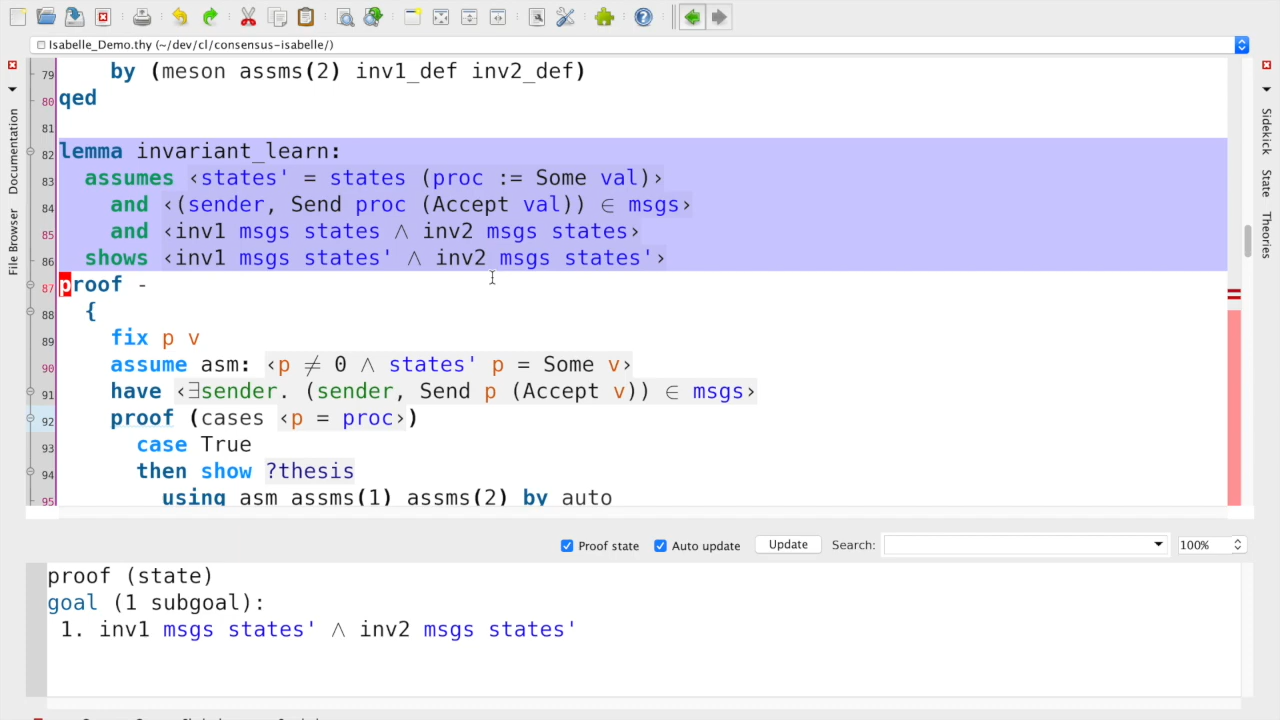 Isabelle_Demo.thy (~/dev/cl/consensus-isabelle/)
79 by (meson assms(2) inv1_def inv2_def)
80 qed
81
82 lemma invariant_learn:
83 assumes ‹states' = states (proc := Some val)›
84 and ‹(sender, Send proc (Accept val)) ∈ msgs›
85 and ‹inv1 msgs states ∧ inv2 msgs states›
86 shows ‹inv1 msgs states' ∧ inv2 msgs states'›
87 proof -
88 {
89 fix p v
90 assume asm: ‹p ≠ 0 ∧ states' p = Some v›
91 have ‹∃sender. (sender, Send p (Accept v)) ∈ msgs›
92 proof (cases ‹p = proc›)
93 case True
94 then show ?thesis
95 using asm assms(1) assms(2) by auto
Documentation
File Browser
Sidekick
State
Theories
Proof state Auto update Update Search: 100%
proof (state)
goal (1 subgoal):
1. inv1 msgs states' ∧ inv2 msgs states'